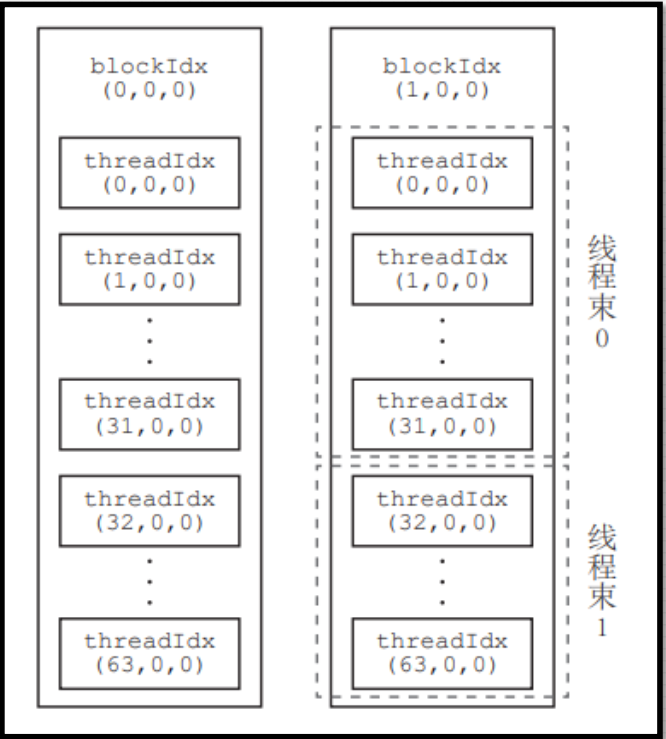 blockIdx
(0,0,0)
threadIdx
(0,0,0)
threadIdx
(1,0,0)
threadIdx
(31,0,0)
threadIdx
(32,0,0)
threadIdx
(63,0,0)
blockIdx
(1,0,0)
threadIdx
(0,0,0)
threadIdx
(1,0,0)
threadIdx
(31,0,0)
threadIdx
(32,0,0)
threadIdx
(63,0,0)
线程束0
线程束1